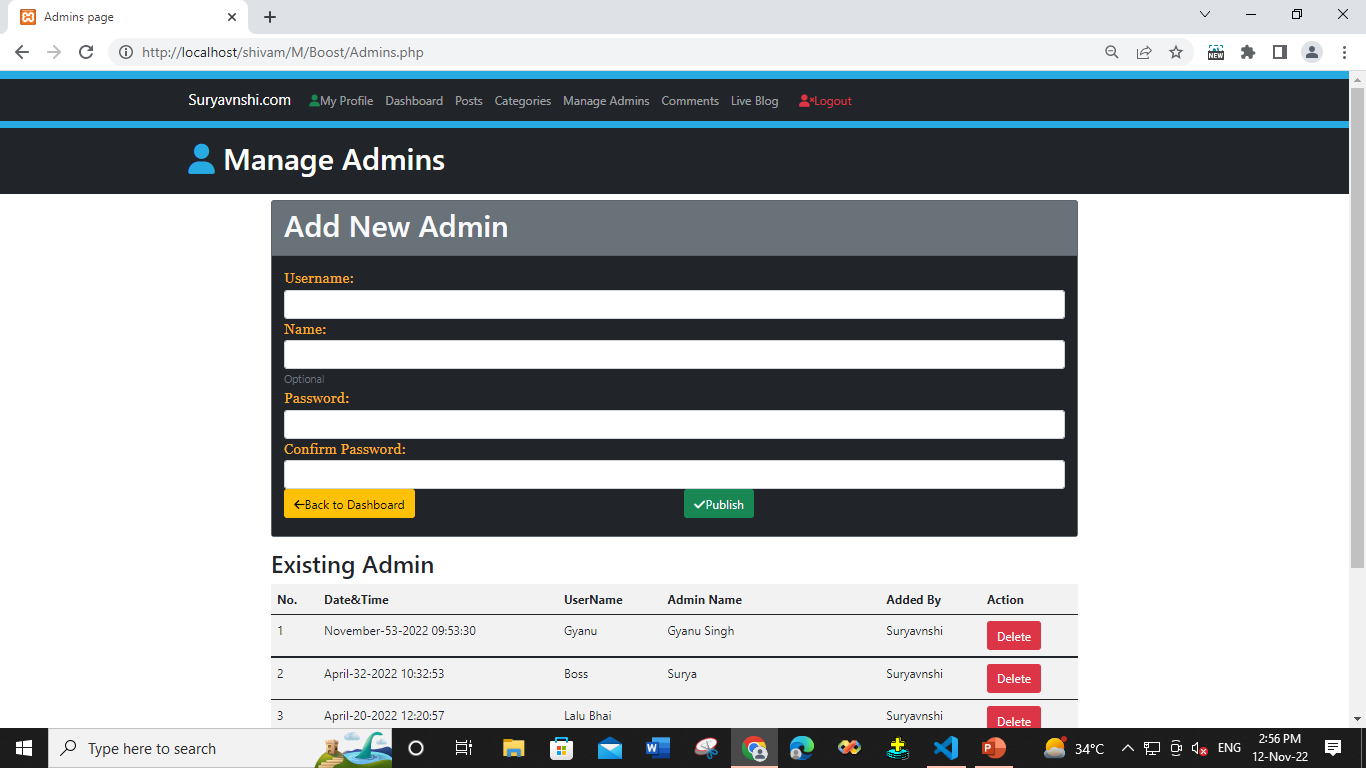 Admins page
http://localhost/shivam/M/Boost/Admins.php
NEW
Suryavnshi.com My Profile Dashboard Posts Categories Manage Admins Comments Live Blog Logout
Manage Admins
Add New Admin
Username:
Name:
Optional
Password:
Confirm Password:
Back to Dashboard Publish
Existing Admin
No. Date&Time UserName Admin Name Added By Action
1 November-53-2022 09:53:30 Gyanu Gyanu Singh Suryavnshi Delete
2 April-32-2022 10:32:53 Boss Surya Suryavnshi Delete
3 April-20-2022 12:20:57 Lalu Bhai Suryavnshi Delete
Type here to search 34°C ENG 2:56 PM
12-Nov-22